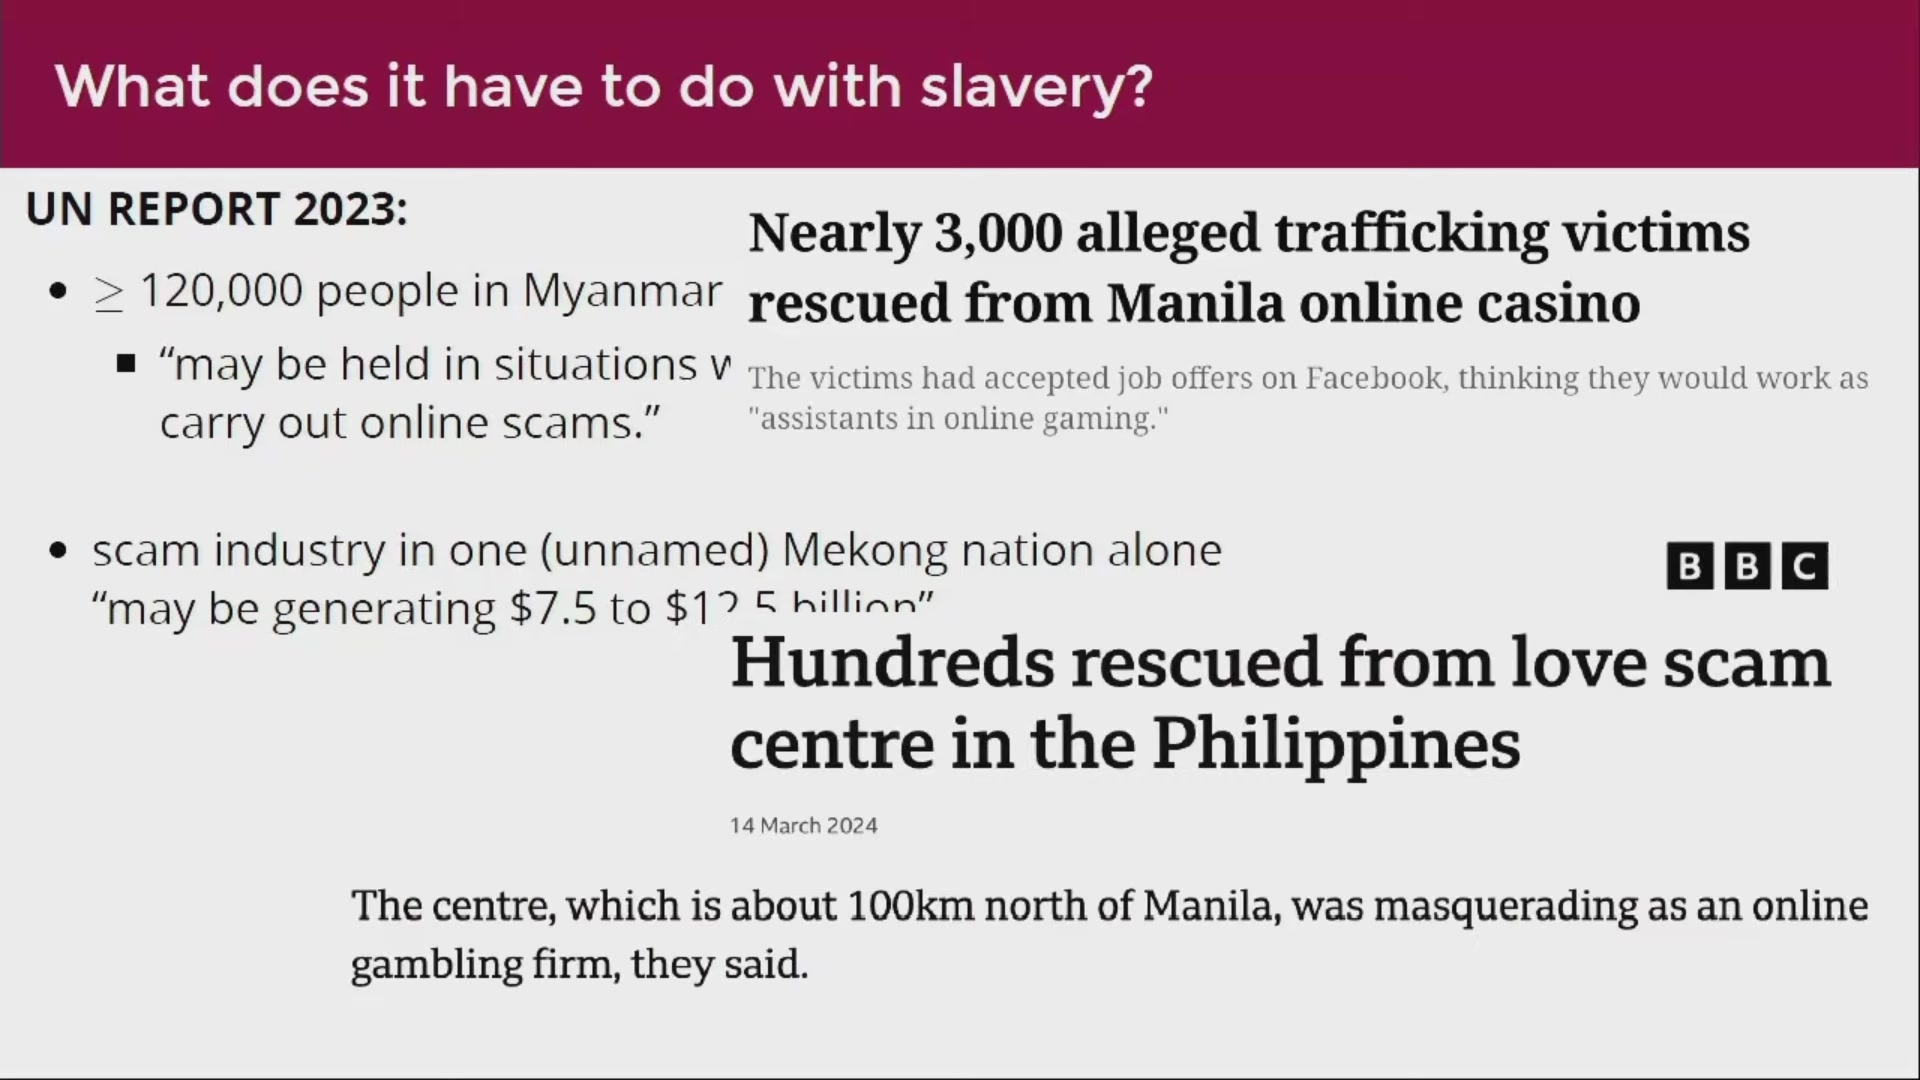 What does it have to do with slavery?
UN REPORT 2023:
• ≥ 120,000 people in Myanmar
▪ “may be held in situations
carry out online scams.”
• scam industry in one (unnamed) Mekong nation alone
“may be generating $7.5 to $12.5 billion”
Nearly 3,000 alleged trafficking victims
rescued from Manila online casino
The victims had accepted job offers on Facebook, thinking they would work as
"assistants in online gaming."
BBC
Hundreds rescued from love scam
centre in the Philippines
14 March 2024
The centre, which is about 100km north of Manila, was masquerading as an online
gambling firm, they said.